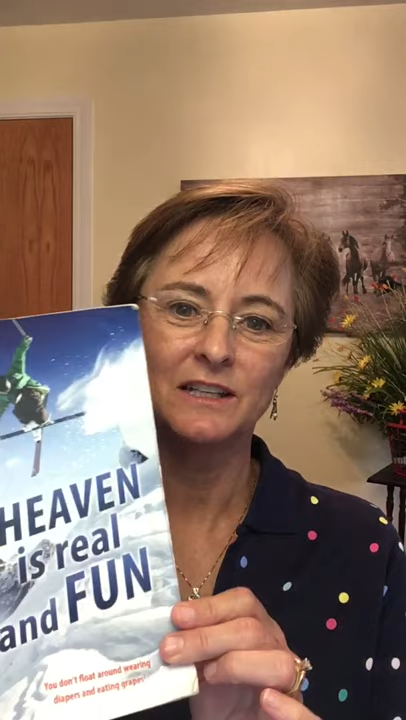 HEAVEN
is real
and FUN
You don't float around wearing
diapers and eating grapes